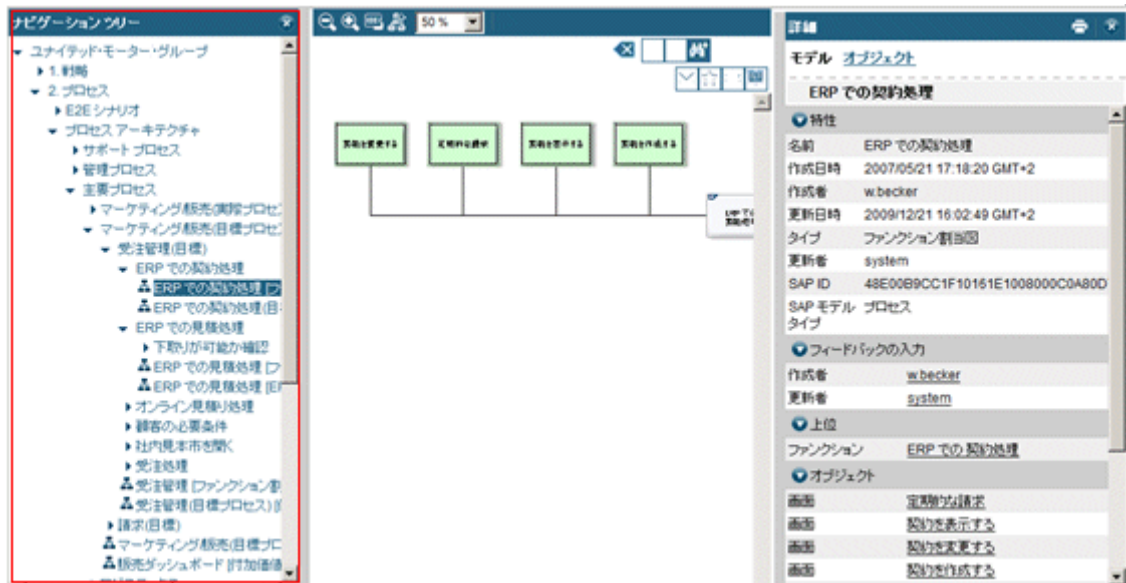 ナビゲーション ツリー
ユナイテッド・モーター・グループ
1. 戦略
2. プロセス
E2E シナリオ
プロセス アーキテクチャ
サポート プロセス
管理プロセス
主要プロセス
マーケティング/販売(実際プロセ
マーケティング/販売(目標プロセ
受注管理(目標)
ERP での契約処理
ERP での契約処理 [フ
ERP での契約処理(目
ERP での見積処理
下取りが可能か確認
ERP での見積処理 [フ
ERP での見積処理 [EF
オンライン見積り処理
顧客の必要条件
社内見本市を開く
受注処理
受注管理 [ファンクション割
受注管理(目標プロセス) [
請求(目標)
マーケティング/販売(目標プロ
販売ダッシュボード [付加価値
50 %
契約を変更する
定期的な請求
契約を表示する
契約を作成する
ERP での
契約処理
詳細
モデル オブジェクト
ERP での契約処理
特性
名前 ERP での契約処理
作成日時 2007/05/21 17:18:20 GMT+2
作成者 w.becker
更新日時 2009/12/21 16:02:49 GMT+2
タイプ ファンクション割当図
更新者 system
SAP ID 48E00B9CC1F10161E1008000C0A80D
SAP モデル プロセス
タイプ
フィードバックの入力
作成者 w.becker
更新者 system
上位
ファンクション ERP での 契約処理
オブジェクト
画面 定期的な請求
画面 契約を表示する
画面 契約を変更する
画面 契約を作成する